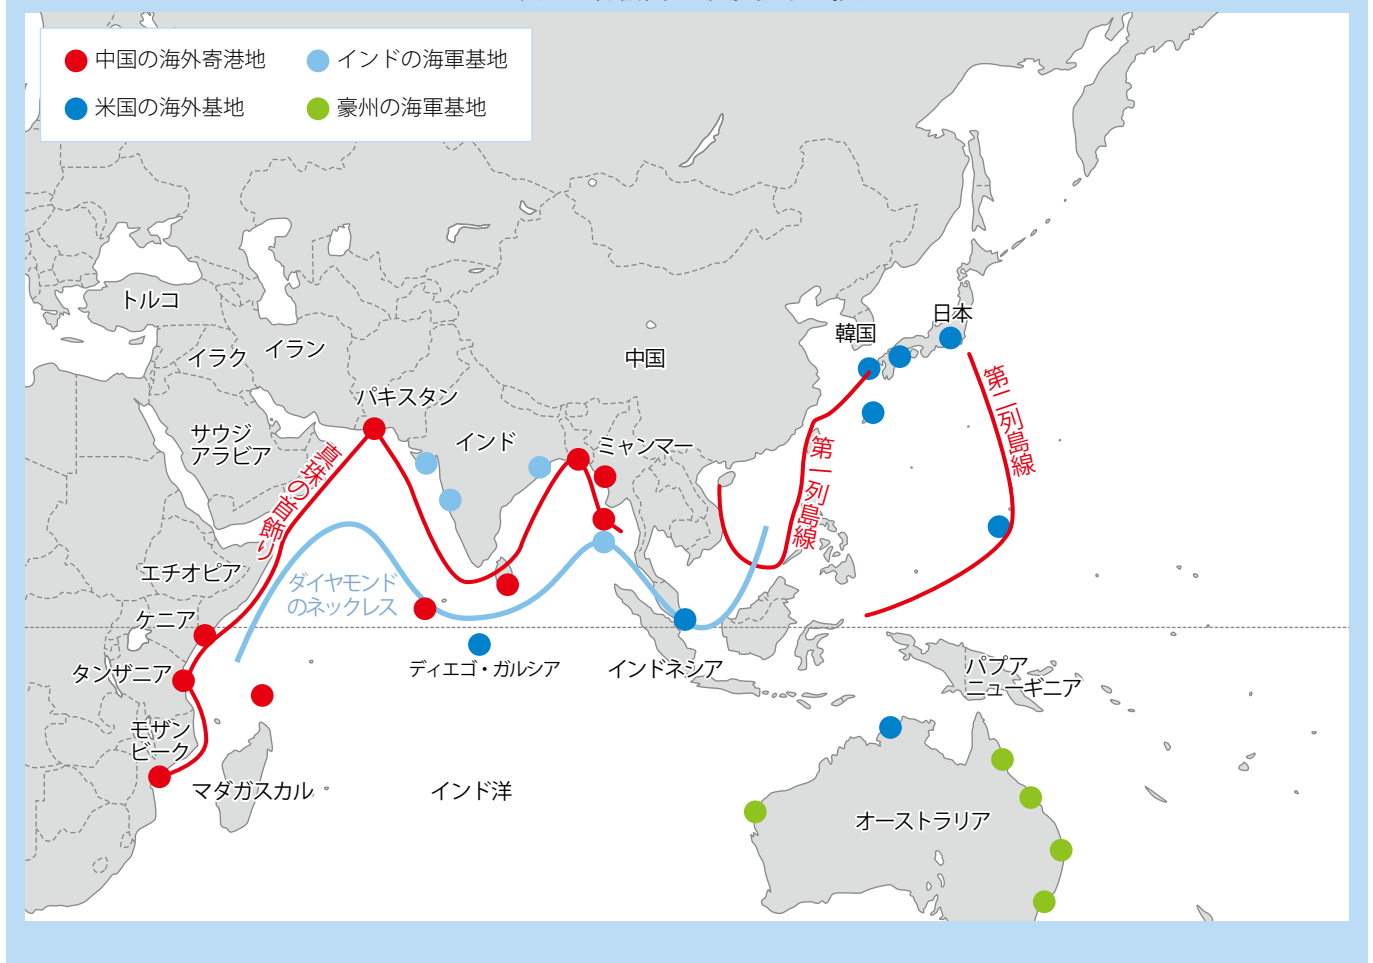 中国の海外寄港地
インドの海軍基地
米国の海外基地
豪州の海軍基地
トルコ
イラク
イラン
中国
韓国
日本
パキスタン
サウジ
アラビア
インド
ミャンマー
真珠の首飾り
第一列島線
第二列島線
エチオピア
ダイヤモンド
のネックレス
ケニア
タンザニア
ディエゴ・ガルシア
インドネシア
パプア
ニューギニア
モザン
ビーク
マダガスカル
インド洋
オーストラリア